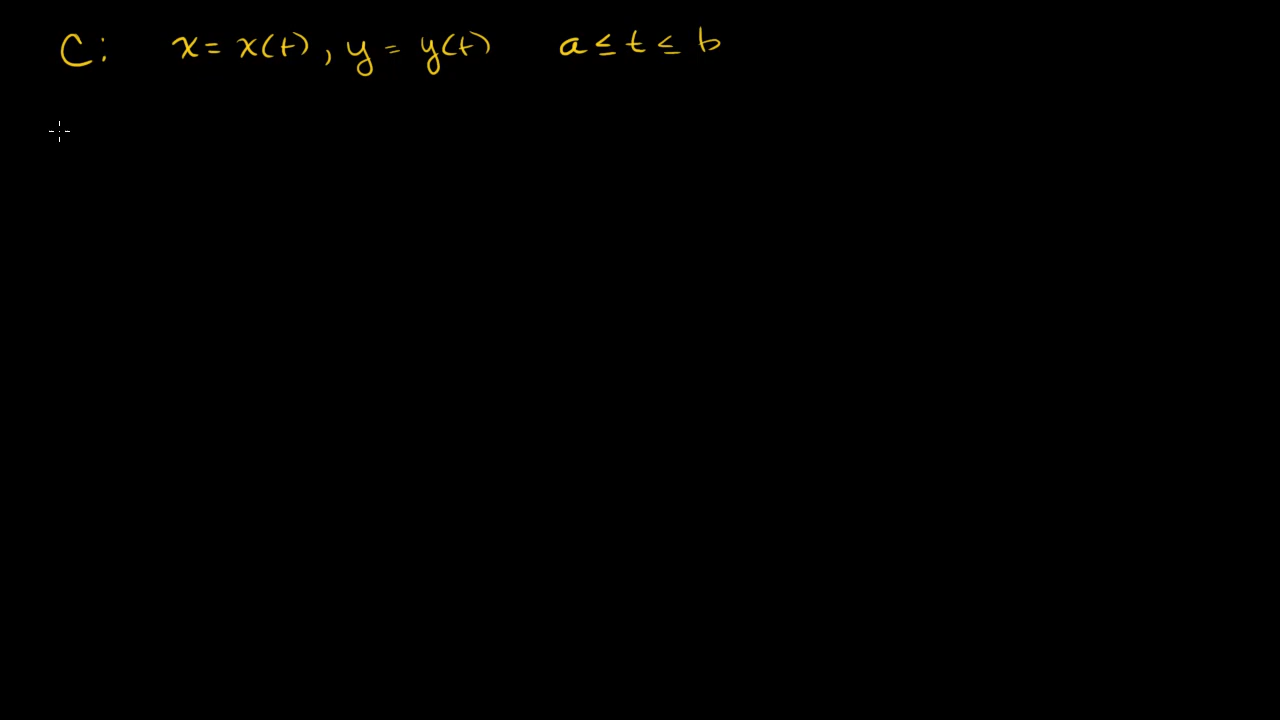 C: x = x(t), y = y(t) a ≤ t ≤ b